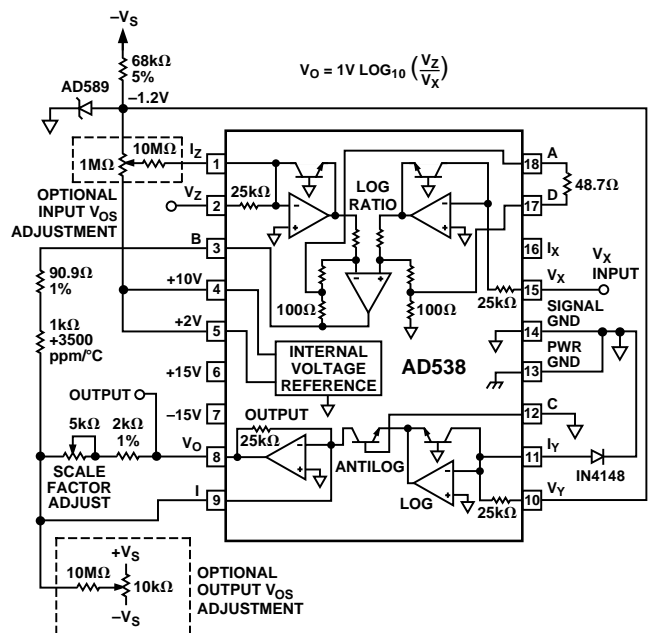 –VS
68kΩ
5%
AD589
–1.2V
VO = 1V LOG10 (VZ/VX)
1MΩ
10MΩ
OPTIONAL
INPUT VOS
ADJUSTMENT
IZ
1
VZ
2
25kΩ
B
3
+10V
4
+2V
5
+15V
6
–15V
7
VO
8
I
9
90.9Ω
1%
1kΩ
+3500
ppm/°C
OUTPUT
5kΩ
2kΩ
1%
SCALE
FACTOR
ADJUST
LOG
RATIO
100Ω
100Ω
25kΩ
INTERNAL
VOLTAGE
REFERENCE
AD538
OUTPUT
25kΩ
ANTILOG
LOG
25kΩ
18
A
48.7Ω
17
D
16
IX
15
VX
VX
INPUT
14
SIGNAL
GND
13
PWR
GND
12
C
11
IY
IN4148
10
VY
+VS
10MΩ
10kΩ
–VS
OPTIONAL
OUTPUT VOS
ADJUSTMENT